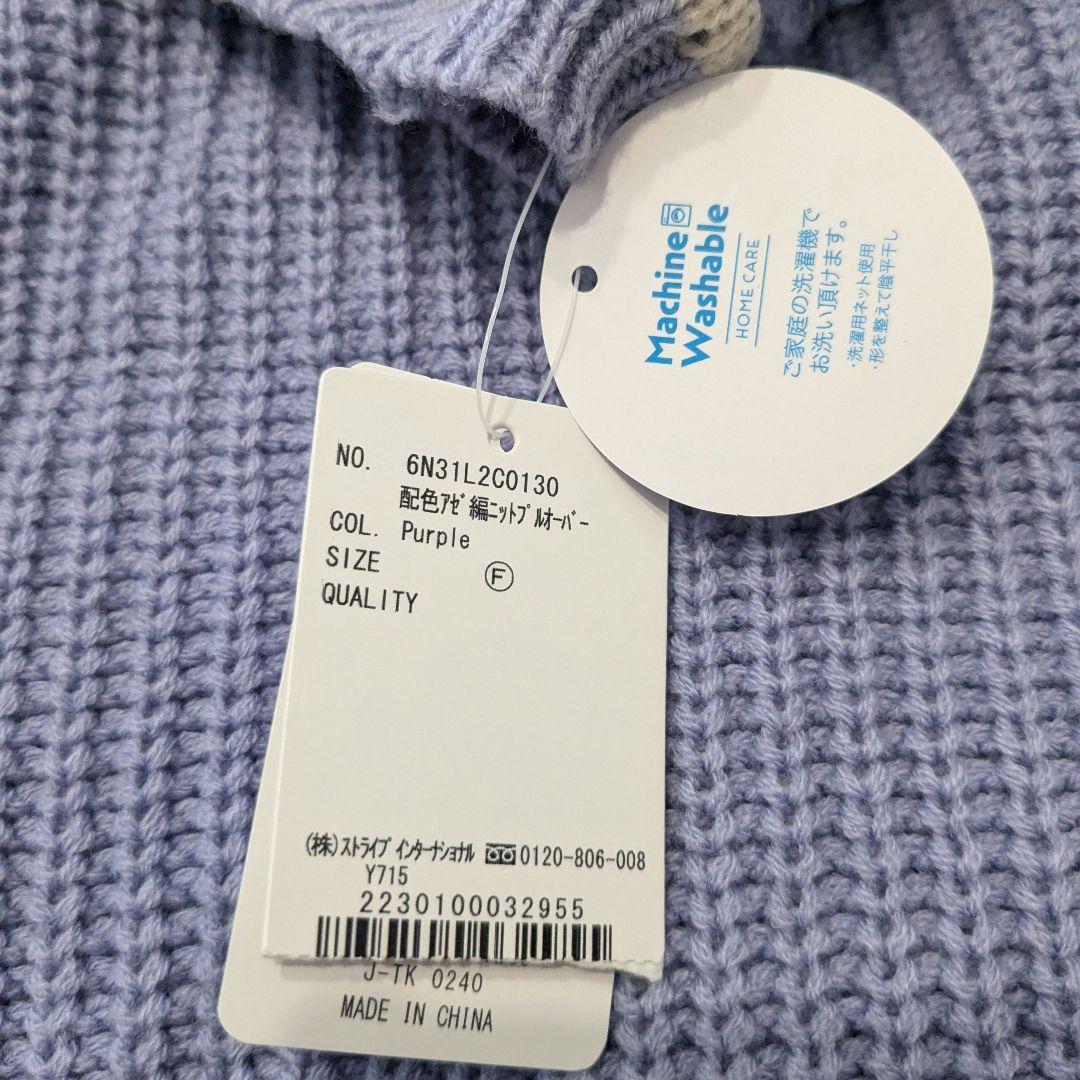 Machine
Washable
HOME CARE
ご家庭の洗濯機で
お洗い頂けます。
・洗濯用ネット使用
・形を整えて陰平干し
NO. 6N31L2C0130
配色ｱｾﾞ編ﾆｯﾄﾌﾟﾙｵｰﾊﾞｰ
COL. Purple
SIZE Ⓕ
QUALITY
(株)ｽﾄﾗｲﾌﾟ ｲﾝﾀｰﾅｼｮﾅﾙ 0120-806-008
Y715
2230100032955
J-TK 0240
MADE IN CHINA